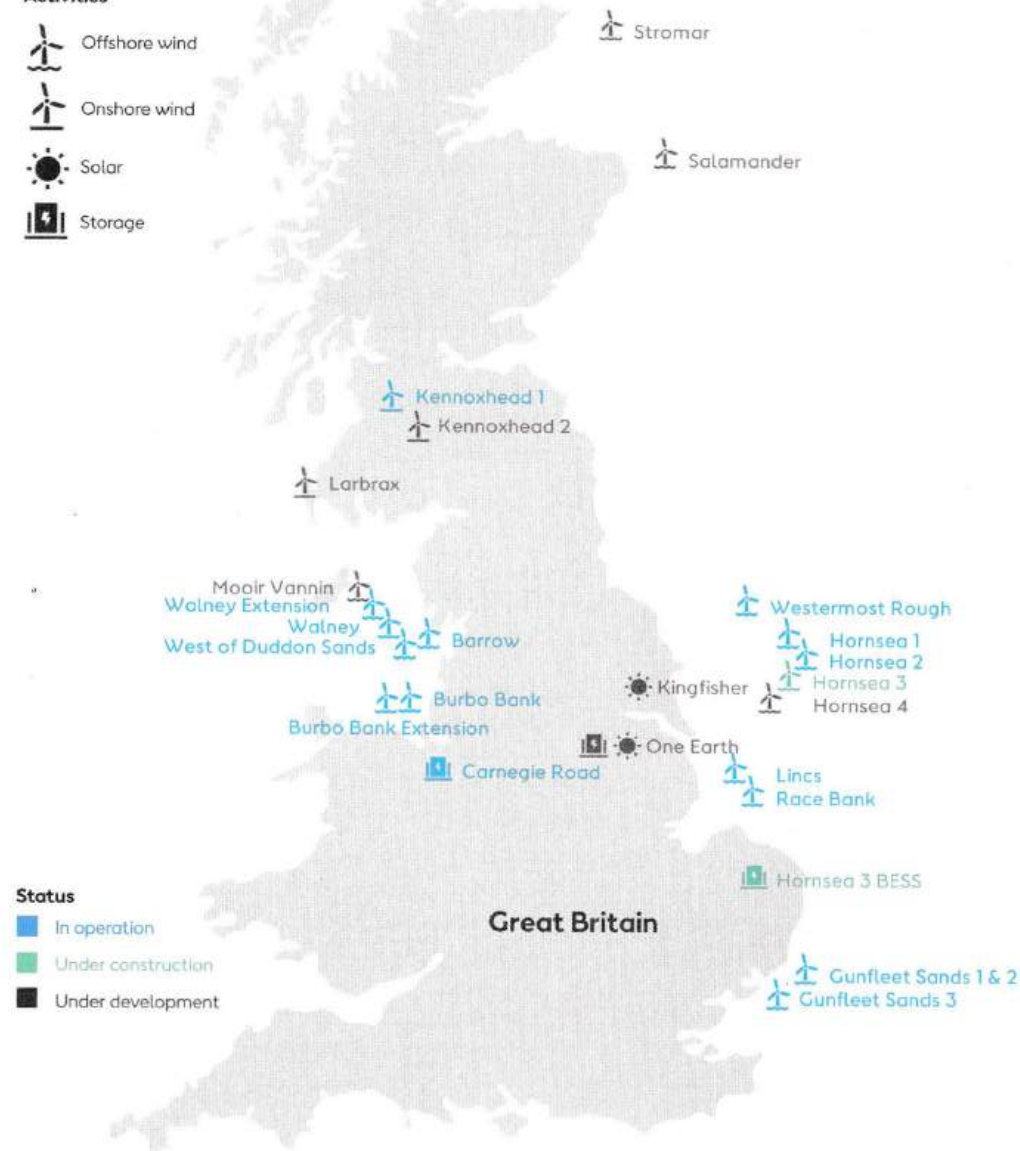 Activities
Offshore wind
Onshore wind
Solar
Storage
Stromar
Salamander
Kennoxhead 1
Kennoxhead 2
Larbrax
Mooir Vannin
Walney Extension
Walney
West of Duddon Sands
Barrow
Burbo Bank
Burbo Bank Extension
Carnegie Road
Westermost Rough
Hornsea 1
Hornsea 2
Hornsea 3
Hornsea 4
Kingfisher
One Earth
Lincs
Race Bank
Hornsea 3 BESS
Great Britain
Gunfleet Sands 1 & 2
Gunfleet Sands 3
Status
In operation
Under construction
Under development